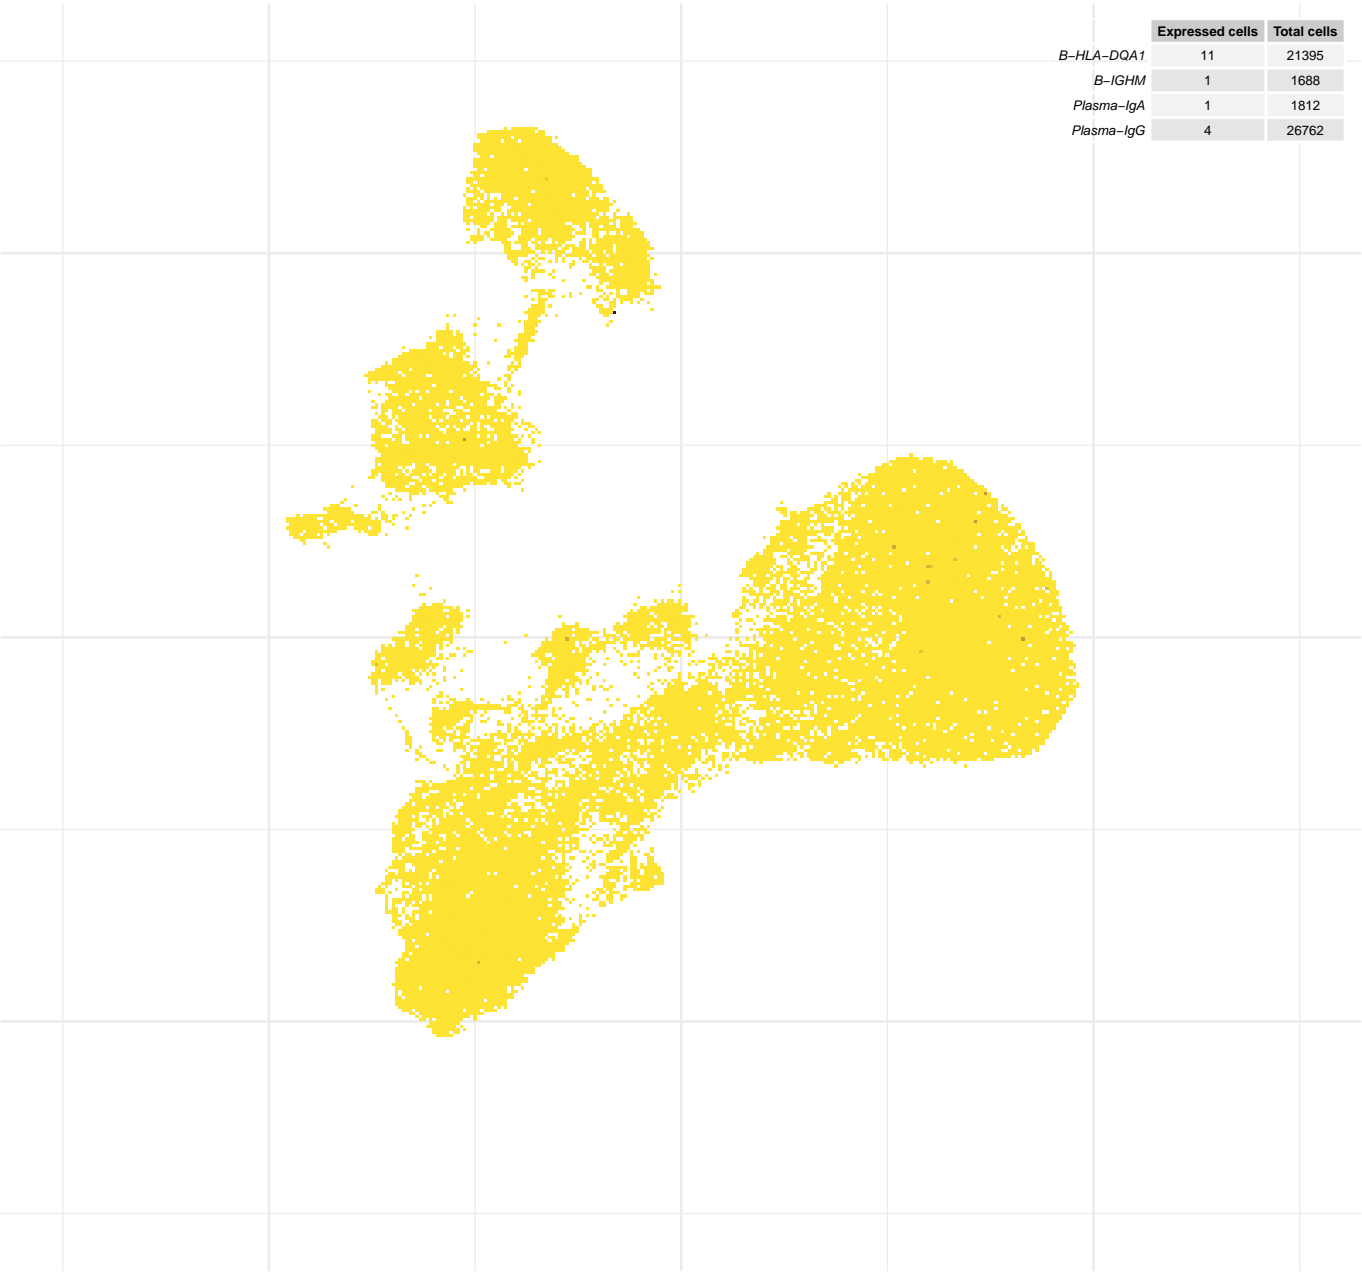 Expressed cells Total cells
B−HLA−DQA1 11 21395
B−IGHM 1 1688
Plasma−IgA 1 1812
Plasma−IgG 4 26762